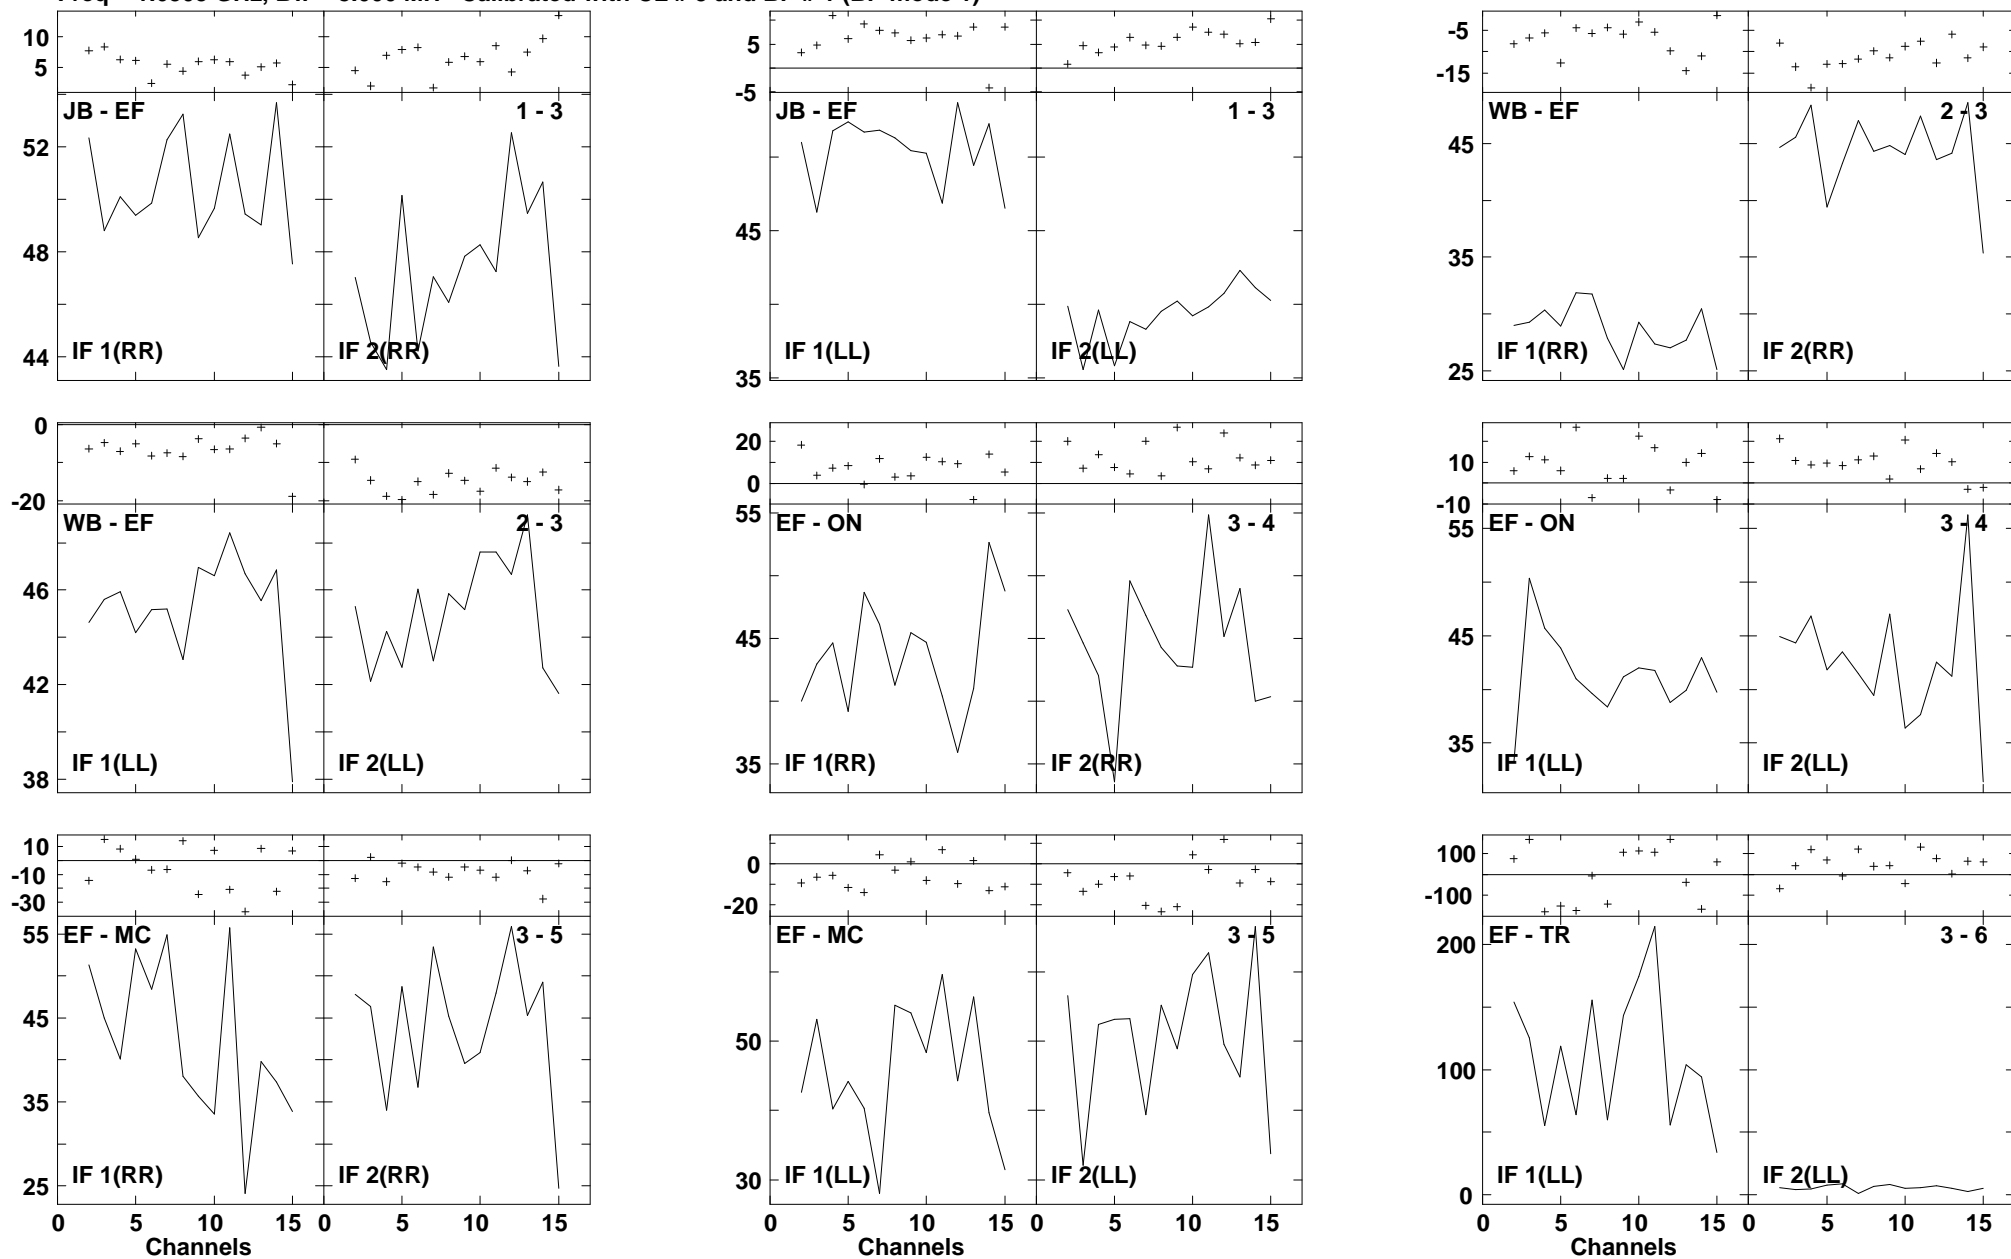 10 5 -5 5 -5 -15
JB - EF 1 - 3 JB - EF 1 - 3 WB - EF 2 - 3
52 48 44
45 35
45 35 25
IF 1(RR) IF 2(RR) IF 1(LL) IF 2(LL) IF 1(RR) IF 2(RR)
0 -20 20 0 10 -10
WB - EF 2 - 3 EF - ON 3 - 4 EF - ON 3 - 4
46 42 38
55 45 35
55 45 35
IF 1(LL) IF 2(LL) IF 1(RR) IF 2(RR) IF 1(LL) IF 2(LL)
10 -10 -30 0 -20 100 -100
EF - MC 3 - 5 EF - MC 3 - 5 EF - TR 3 - 6
55 45 35 25
50 30
200 100 0
IF 1(RR) IF 2(RR) IF 1(LL) IF 2(LL) IF 1(LL) IF 2(LL)
0 5 10 15 0 5 10 15 0 5 10 15 0 5 10 15 0 5 10 15 0 5 10 15
Channels Channels Channels